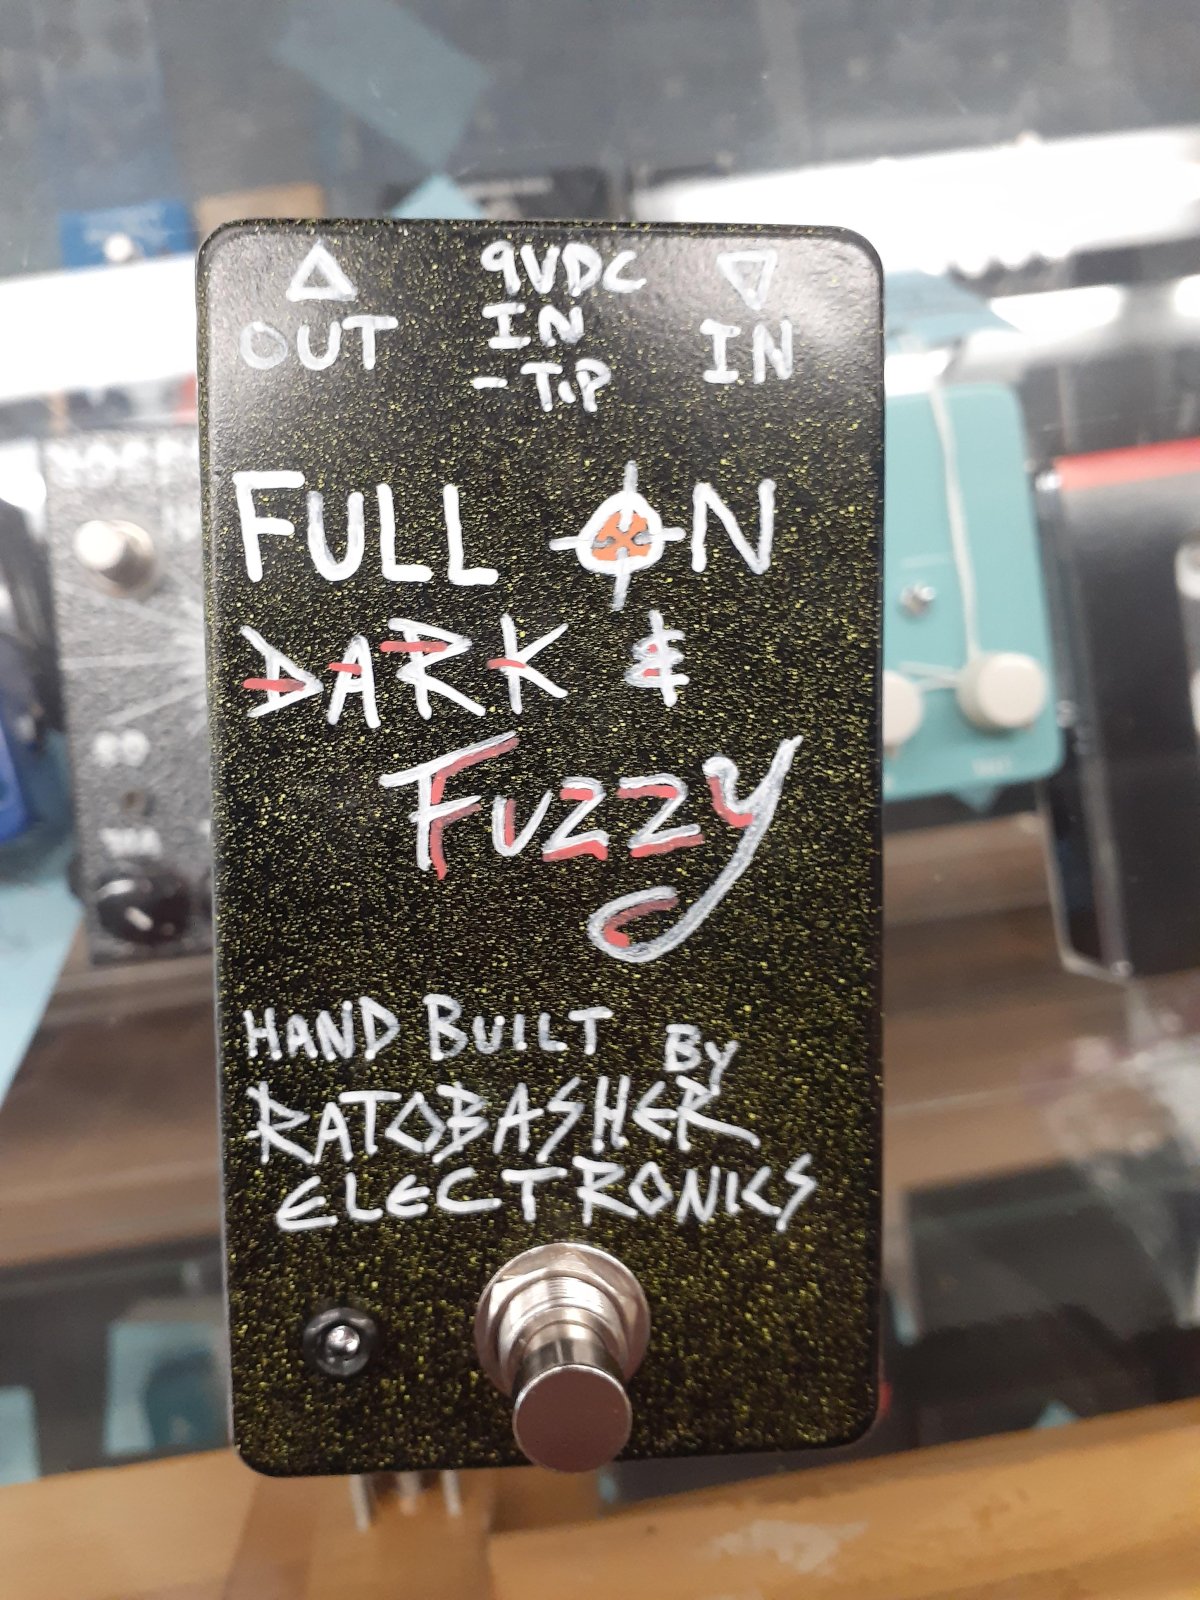 OUT
9VDC
IN
- TiP
IN
FULL ON
DARK &
FUZZY
HAND BUILT BY
RATOBASHER
ELECTRONICS